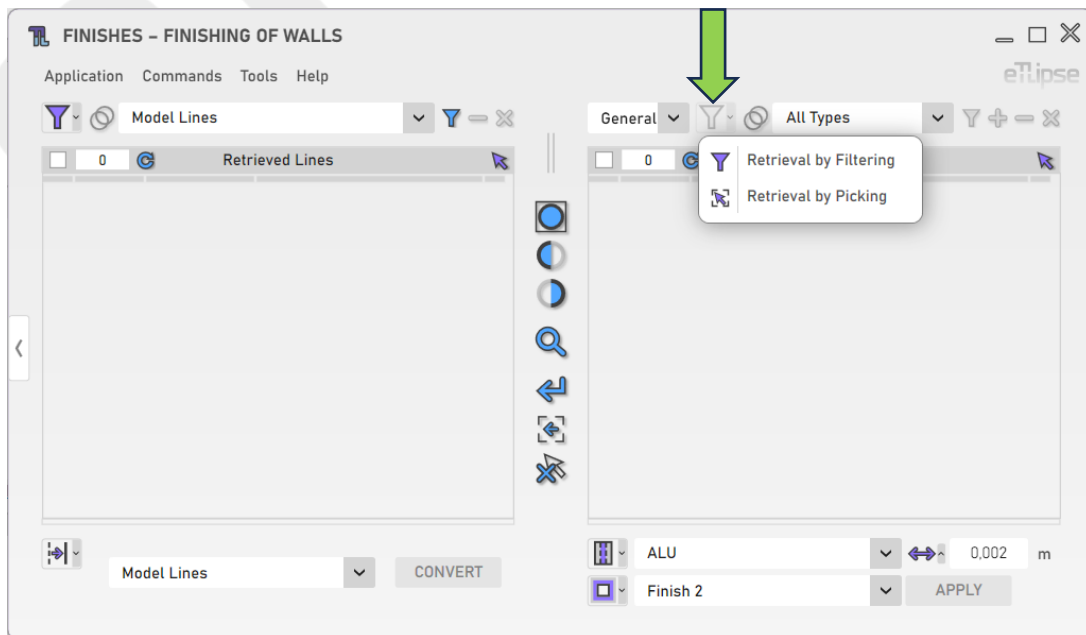 FINISHES – FINISHING OF WALLS
Application Commands Tools Help
eTLipse
Model Lines
General
All Types
0
Retrieved Lines
0
Retrieval by Filtering
Retrieval by Picking
Model Lines
CONVERT
ALU
0,002 m
Finish 2
APPLY